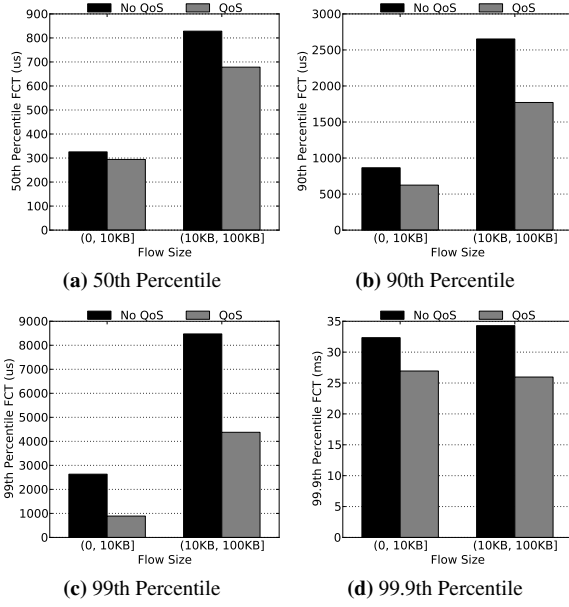 No QoS QoS
900
800
700
600
500
400
300
200
100
0
50th Percentile FCT (us)
(0, 10KB] (10KB, 100KB]
Flow Size
(a) 50th Percentile
No QoS QoS
3000
2500
2000
1500
1000
500
0
90th Percentile FCT (us)
(0, 10KB] (10KB, 100KB]
Flow Size
(b) 90th Percentile
No QoS QoS
9000
8000
7000
6000
5000
4000
3000
2000
1000
0
99th Percentile FCT (us)
(0, 10KB] (10KB, 100KB]
Flow Size
(c) 99th Percentile
No QoS QoS
35
30
25
20
15
10
5
0
99.9th Percentile FCT (ms)
(0, 10KB] (10KB, 100KB]
Flow Size
(d) 99.9th Percentile